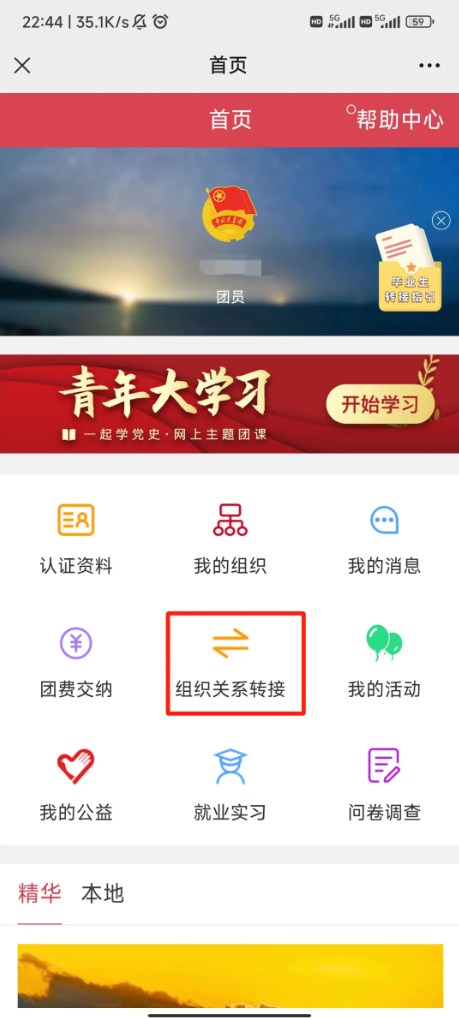 22:44 | 35.1K/s
HD 5G HD 5G 59
首页
首页
帮助中心
团员
毕业生
转接指引
青年大学习
一起学党史·网上主题团课
开始学习
认证资料
我的组织
我的消息
团费交纳
组织关系转接
我的活动
我的公益
就业实习
问卷调查
精华
本地